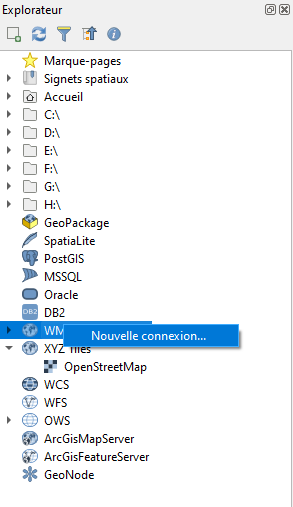 Explorateur
Marque-pages
Signets spatiaux
Accueil
C:\
D:\
E:\
F:\
G:\
H:\
GeoPackage
SpatiaLite
PostGIS
MSSQL
Oracle
DB2
DB2
Nouvelle connexion...
XYZ Tiles
OpenStreetMap
WCS
WFS
OWS
ArcGisMapServer
ArcGisFeatureServer
GeoNode